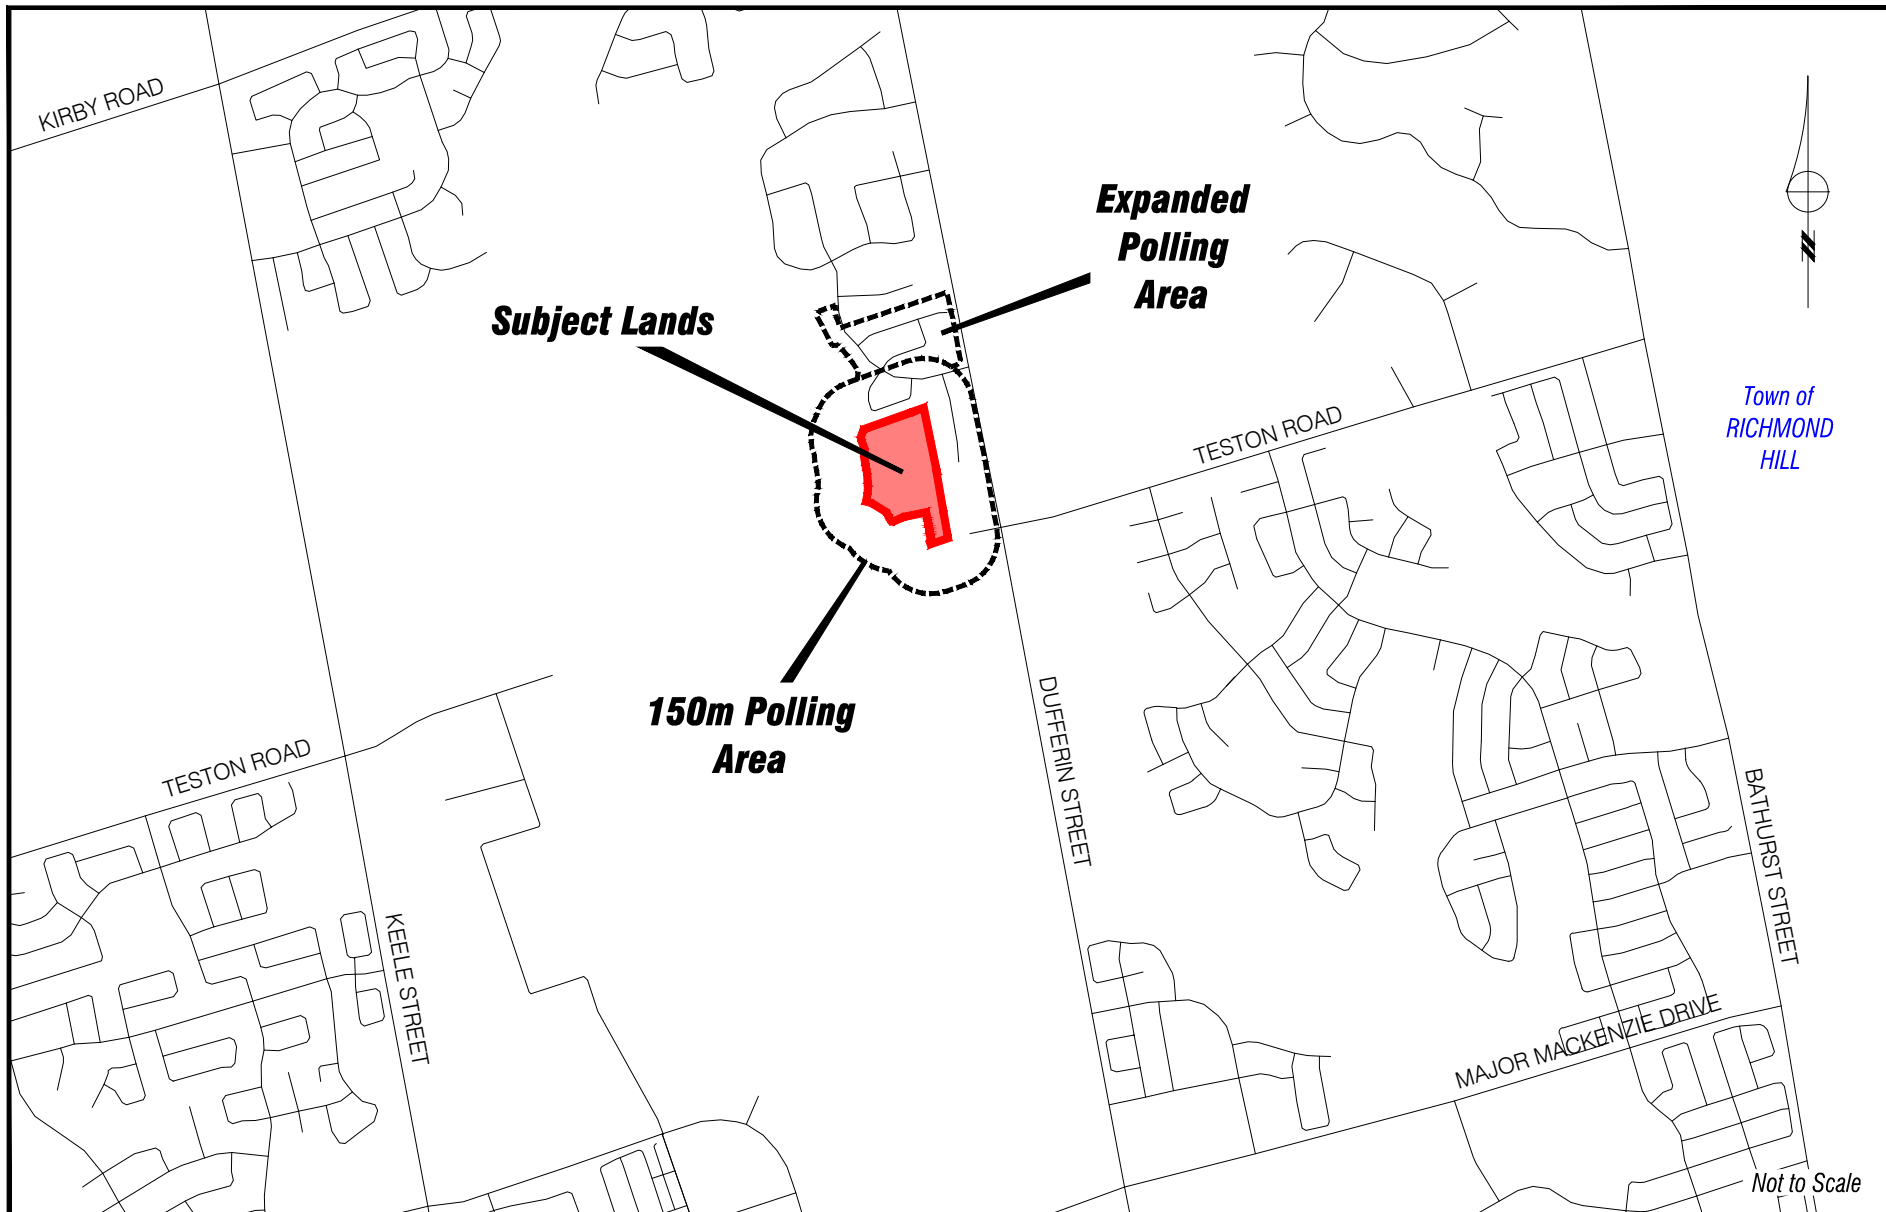 KIRBY ROAD
Expanded
Polling
Area
N
Subject Lands
Town of
RICHMOND
HILL
TESTON ROAD
150m Polling
Area
DUFFERIN STREET
TESTON ROAD
BATHURST STREET
KEELE STREET
MAJOR MACKENZIE DRIVE
Not to Scale